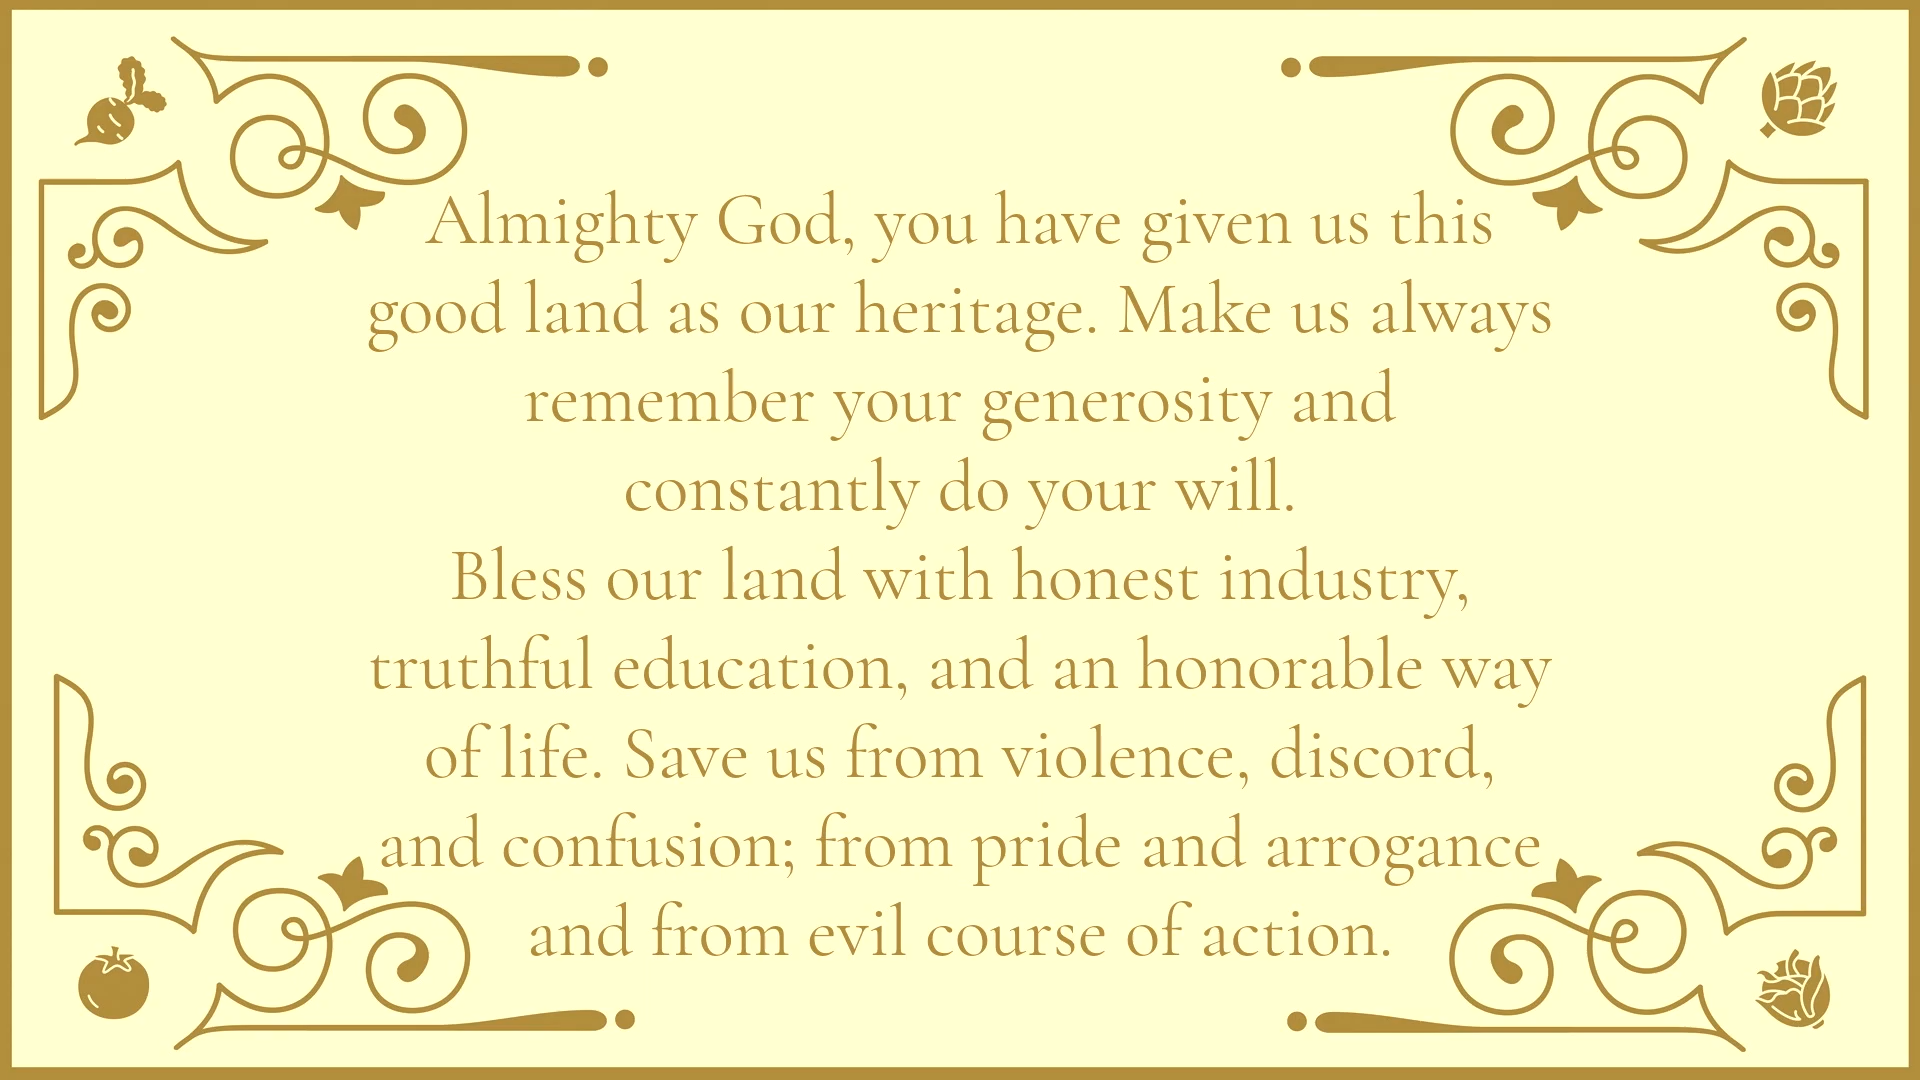 Almighty God, you have given us this
good land as our heritage. Make us always
remember your generosity and
constantly do your will.
Bless our land with honest industry,
truthful education, and an honorable way
of life. Save us from violence, discord,
and confusion; from pride and arrogance
and from evil course of action.